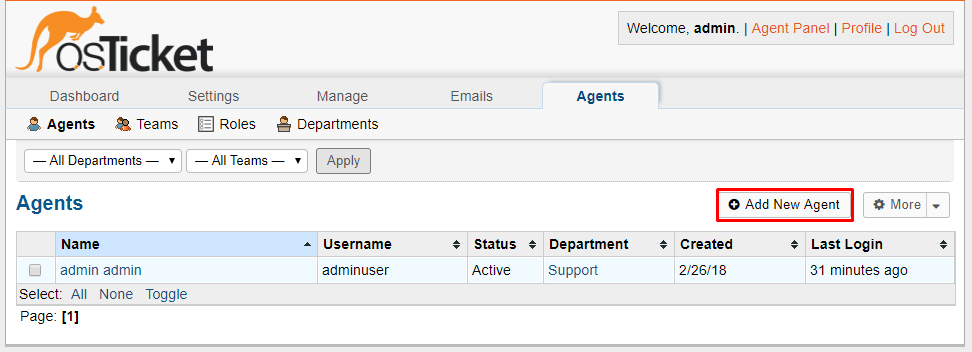 Welcome, admin. | Agent Panel | Profile | Log Out
osTicket
Dashboard Settings Manage Emails Agents
Agents Teams Roles Departments
— All Departments — — All Teams — Apply
Agents Add New Agent More
Name Username Status Department Created Last Login
admin admin adminuser Active Support 2/26/18 31 minutes ago
Select: All None Toggle
Page: [1]